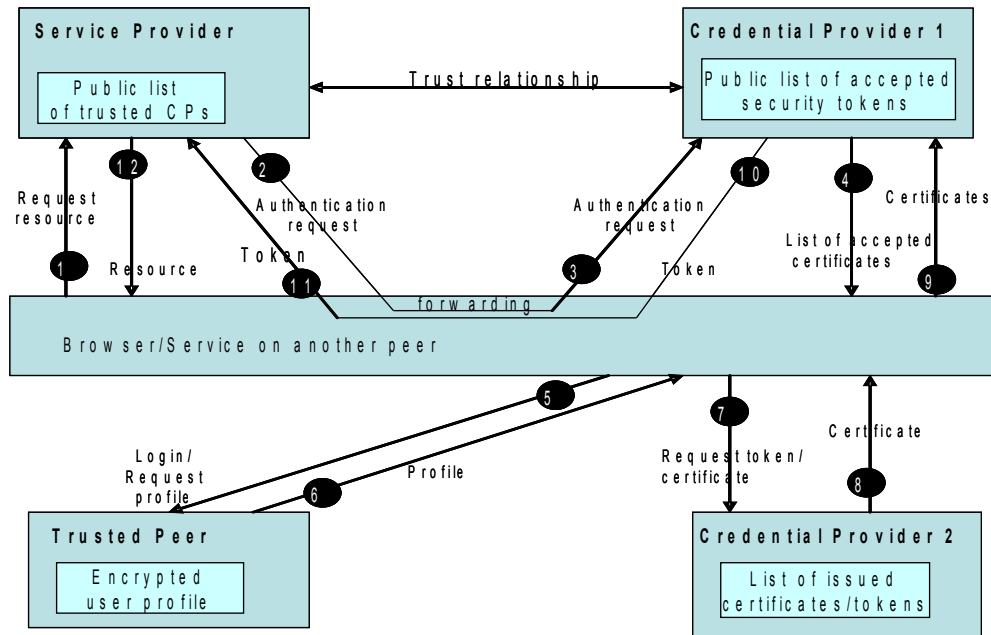 Service Provider
Public list
of trusted CPs
Credential Provider 1
Public list of accepted
security tokens
Trust relationship
12
2
10
4
Request
resource
Authentication
request
Authentication
request
Certificates
List of accepted
certificates
Token
Token
1
Resource
11
3
9
forwarding
Browser/Service on another peer
5
7
Login/
Request
profile
Profile
Request token/
certificate
Certificate
6
8
Trusted Peer
Encrypted
user profile
Credential Provider 2
List of issued
certificates/tokens